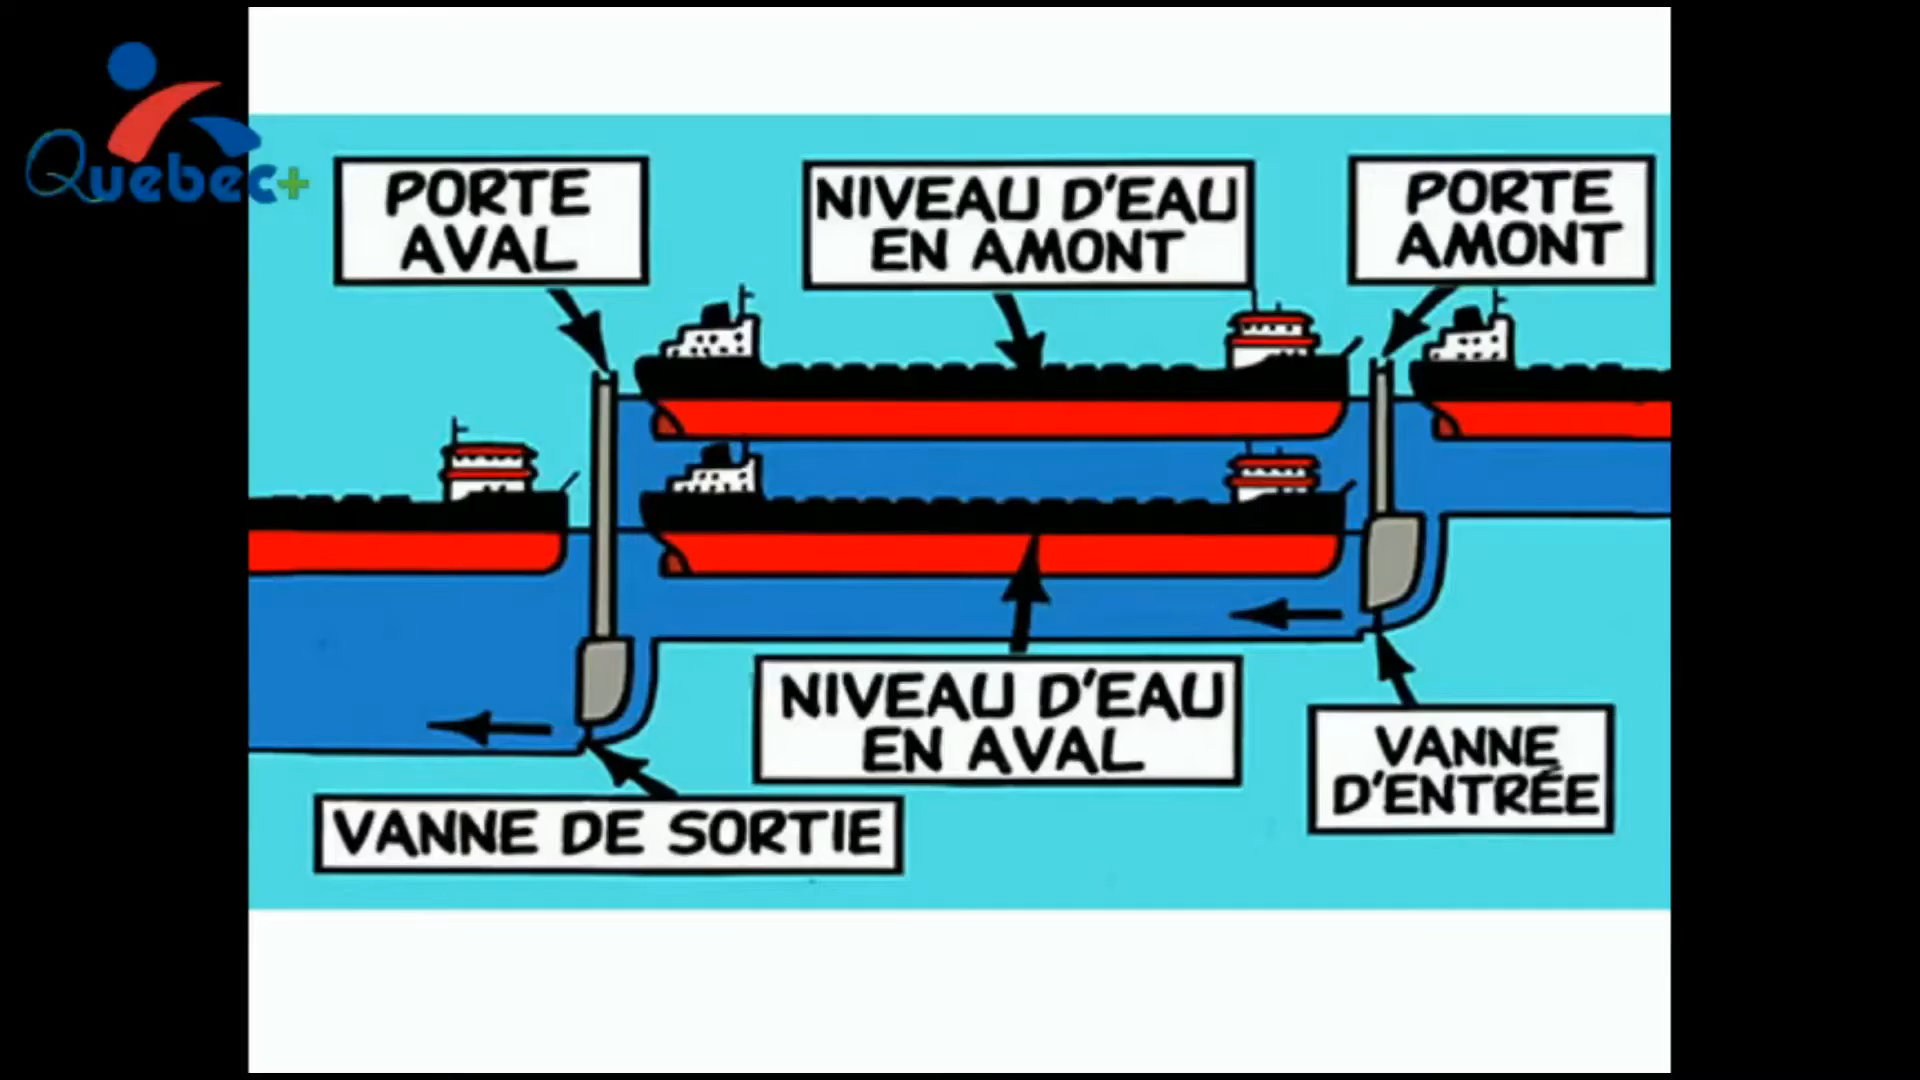 Quebec+
PORTE
AVAL
NIVEAU D'EAU
EN AMONT
PORTE
AMONT
NIVEAU D'EAU
EN AVAL
VANNE
D'ENTRÉE
VANNE DE SORTIE